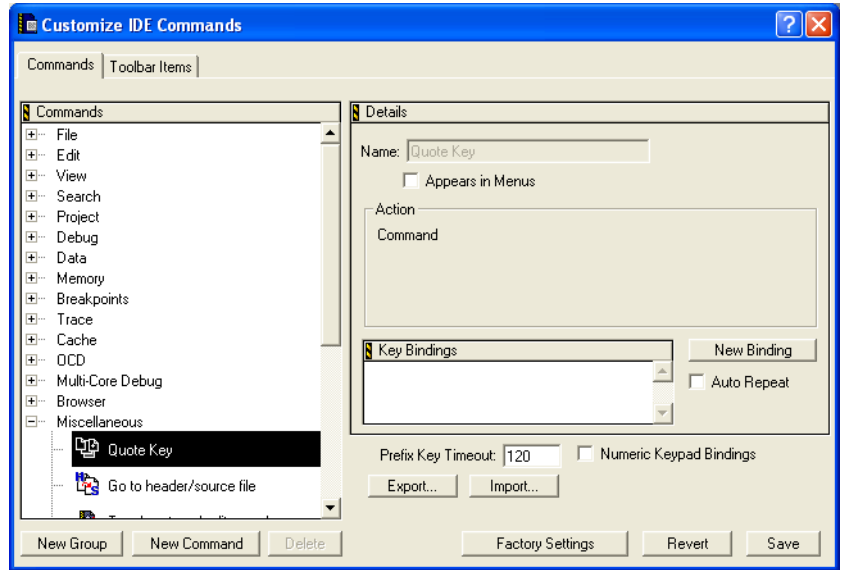 Customize IDE Commands
Commands
Toolbar Items
Commands
File
Edit
View
Search
Project
Debug
Data
Memory
Breakpoints
Trace
Cache
OCD
Multi-Core Debug
Browser
Miscellaneous
Quote Key
Go to header/source file
New Group
New Command
Delete
Details
Name: Quote Key
Appears in Menus
Action
Command
Key Bindings
New Binding
Auto Repeat
Prefix Key Timeout: 120
Numeric Keypad Bindings
Export...
Import...
Factory Settings
Revert
Save